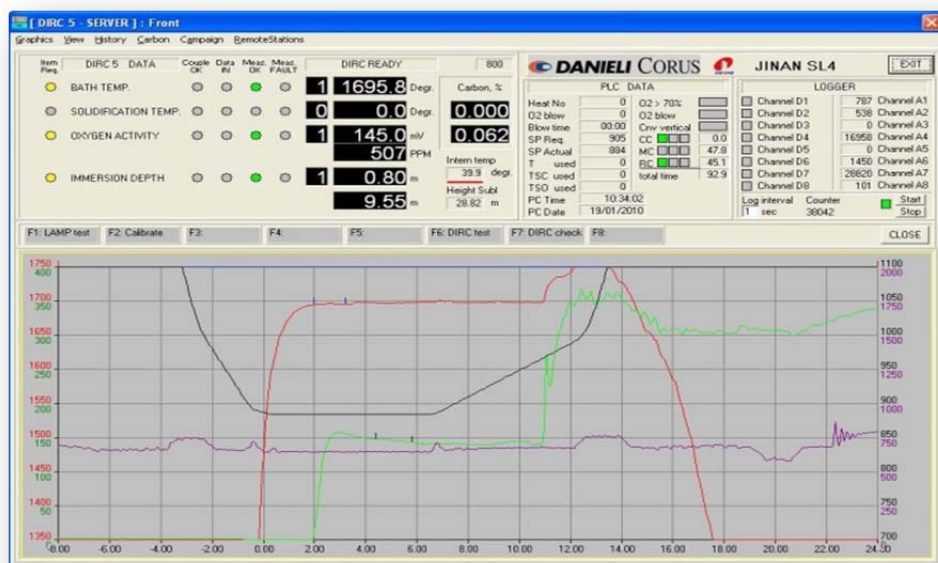 [ DIRC 5 - SERVER ] : Front
Graphics View History Carbon Campaign RemoteStations
Item Req. DIRC 5 DATA Couple OK Data IN Meas. OK Meas. FAULT DIRC READY 800
BATH TEMP. 1 1695.8 Degr. Carbon, %
SOLIDIFICATION TEMP. 0 0.0 Degr. 0.000
OXYGEN ACTIVITY 1 145.0 mV 0.062
507 PPM
Intern temp
39.9 degr.
IMMERSION DEPTH 1 0.80 m
Height Subl
9.55 m 28.82 m
DANIELI CORUS JINAN SL4 EXIT
PLC DATA
Heat No 0 O2 > 70%
O2 blow 0 O2 blow
Blow time 00:00 Cnv vertical
SP Req. 905 CC 0.0
SP Actual 884 MC 47.8
T used 0 RC 45.1
TSC used 0 total time 92.9
TSO used 0
PC Time 10:34:02
PC Date 19/01/2010
LOGGER
Channel D1 787 Channel A1
Channel D2 538 Channel A2
Channel D3 0 Channel A3
Channel D4 16958 Channel A4
Channel D5 0 Channel A5
Channel D6 1450 Channel A6
Channel D7 28820 Channel A7
Channel D8 101 Channel A8
Log interval Counter Start
1 sec 38042 Stop
F1: LAMP test F2: Calibrate F3: F4: F5: F6: DIRC test F7: DIRC check F8: CLOSE
1750 1100
400 2000
1700 1050
350 1750
1650 1000
300 1500
1600 950
250 1250
1550 900
200 1000
1500 850
150 750
1450 800
100 500
1400 750
50 250
1350 700
-8.00 -6.00 -4.00 -2.00 0.00 2.00 4.00 6.00 8.00 10.00 12.00 14.00 16.00 18.00 20.00 22.00